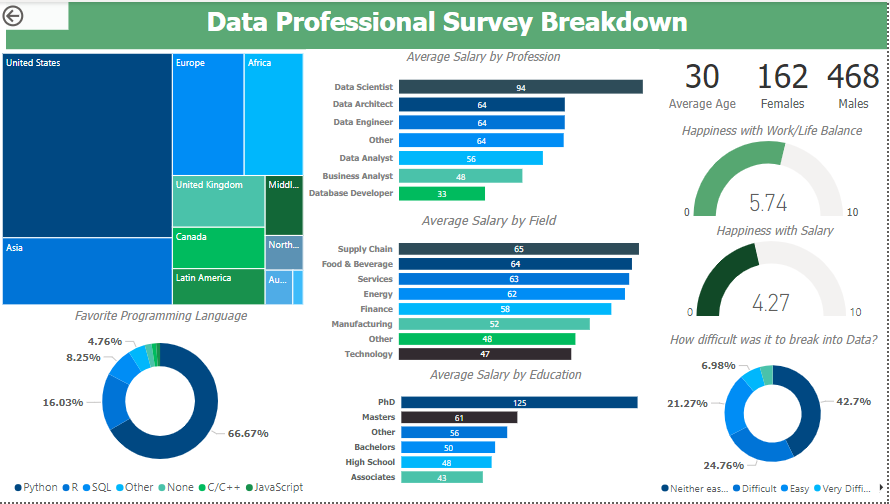 Data Professional Survey Breakdown
United States
Europe
Africa
Asia
United Kingdom
Middl...
Canada
North...
Latin America
Au...
Favorite Programming Language
4.76%
8.25%
16.03%
66.67%
Python R SQL Other None C/C++ JavaScript
Average Salary by Profession
Data Scientist 94
Data Architect 64
Data Engineer 64
Other 64
Data Analyst 56
Business Analyst 48
Database Developer 33
Average Salary by Field
Supply Chain 65
Food & Beverage 64
Services 63
Energy 62
Finance 58
Manufacturing 52
Other 48
Technology 47
Average Salary by Education
PhD 125
Masters 61
Other 56
Bachelors 50
High School 48
Associates 43
30 162 468
Average Age Females Males
Happiness with Work/Life Balance
5.74
0 10
Happiness with Salary
4.27
0 10
How difficult was it to break into Data?
6.98%
21.27%
42.7%
24.76%
Neither eas... Difficult Easy Very Diffi...